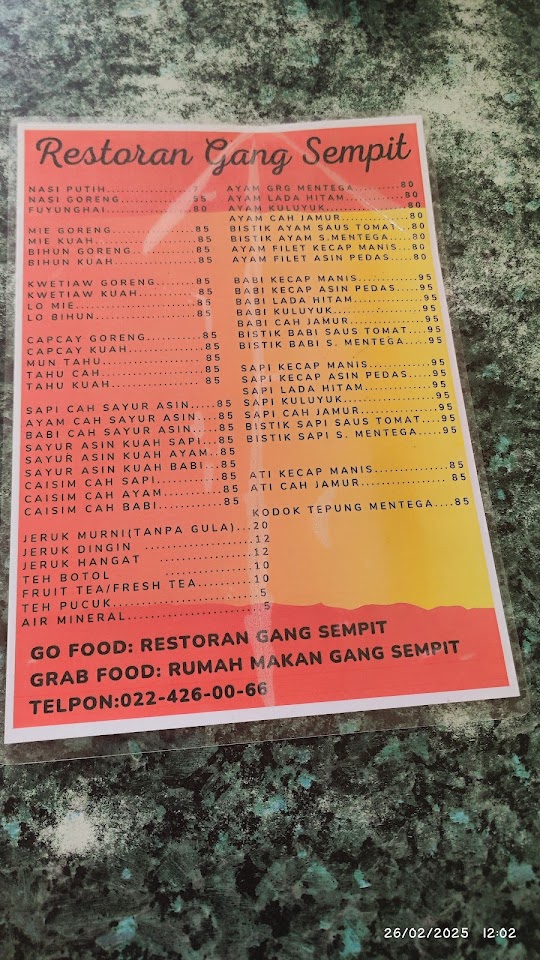 Restoran Gang Sempit
NASI PUTIH..................7
NASI GORENG...............95
FUYUNGHAI..................80
MIE GORENG................85
MIE KUAH....................85
BIHUN GORENG.............85
BIHUN KUAH.................85
KWETIAW GORENG........85
KWETIAW KUAH............85
LO MIE........................85
LO BIHUN....................85
CAPCAY GORENG..........85
CAPCAY KUAH..............85
MUN TAHU...................85
TAHU CAH....................85
TAHU KUAH..................85
SAPI CAH SAYUR ASIN.....85
AYAM CAH SAYUR ASIN....85
BABI CAH SAYUR ASIN.....85
SAYUR ASIN KUAH SAPI...85
SAYUR ASIN KUAH AYAM..85
SAYUR ASIN KUAH BABI...85
CAISIM CAH SAPI...........85
CAISIM CAH AYAM..........85
CAISIM CAH BABI...........85
JERUK MURNI(TANPA GULA)...20
JERUK DINGIN ................12
JERUK HANGAT ..............12
TEH BOTOL ................10
FRUIT TEA/FRESH TEA.........10
TEH PUCUK......................5
AIR MINERAL.....................5
AYAM GRG MENTEGA........80
AYAM LADA HITAM...........80
AYAM KULUYUK...............80
AYAM CAH JAMUR............80
BISTIK AYAM SAUS TOMAT..80
BISTIK AYAM S.MENTEGA....80
AYAM FILET KECAP MANIS...80
AYAM FILET ASIN PEDAS.....80
BABI KECAP MANIS............95
BABI KECAP ASIN PEDAS.....95
BABI LADA HITAM..............95
BABI KULUYUK..................95
BABI CAH JAMUR...............95
BISTIK BABI SAUS TOMAT....95
BISTIK BABI S. MENTEGA.....95
SAPI KECAP MANIS............95
SAPI KECAP ASIN PEDAS.....95
SAPI LADA HITAM..............95
SAPI KULUYUK..................95
SAPI CAH JAMUR...............95
BISTIK SAPI SAUS TOMAT....95
BISTIK SAPI S. MENTEGA.....95
ATI KECAP MANIS..............85
ATI CAH JAMUR................ 85
KODOK TEPUNG MENTEGA....85
GO FOOD: RESTORAN GANG SEMPIT
GRAB FOOD: RUMAH MAKAN GANG SEMPIT
TELPON:022-426-00-66
26/02/2025 12:02